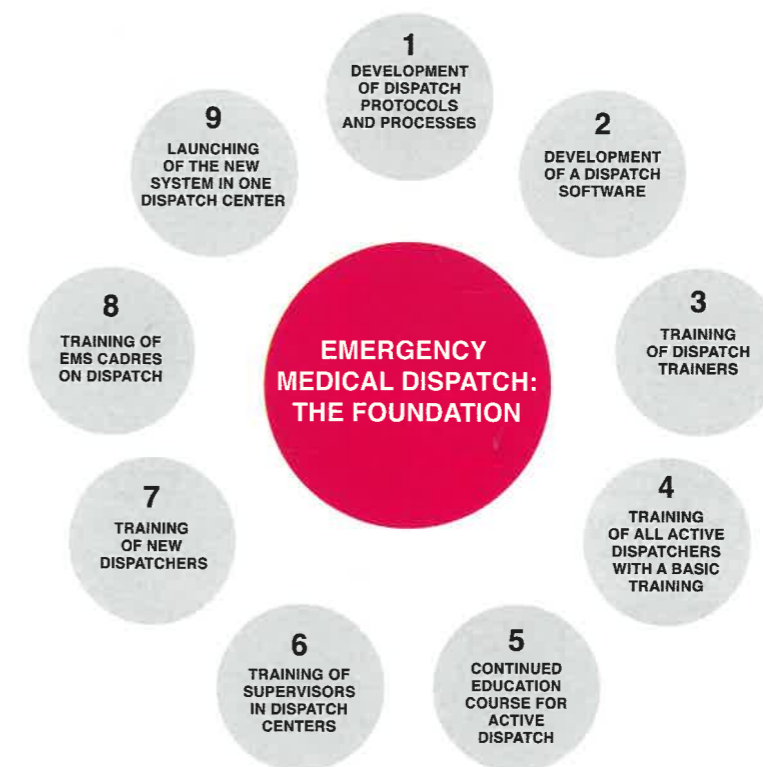 1
DEVELOPMENT
OF DISPATCH
PROTOCOLS
AND PROCESSES
2
DEVELOPMENT
OF A DISPATCH
SOFTWARE
3
TRAINING
OF DISPATCH
TRAINERS
4
TRAINING
OF ALL ACTIVE
DISPATCHERS
WITH A BASIC
TRAINING
5
CONTINUED
EDUCATION
COURSE FOR
ACTIVE
DISPATCH
6
TRAINING OF
SUPERVISORS
IN DISPATCH
CENTERS
7
TRAINING
OF NEW
DISPATCHERS
8
TRAINING OF
EMS CADRES
ON DISPATCH
9
LAUNCHING
OF THE NEW
SYSTEM IN ONE
DISPATCH CENTER
EMERGENCY
MEDICAL DISPATCH:
THE FOUNDATION